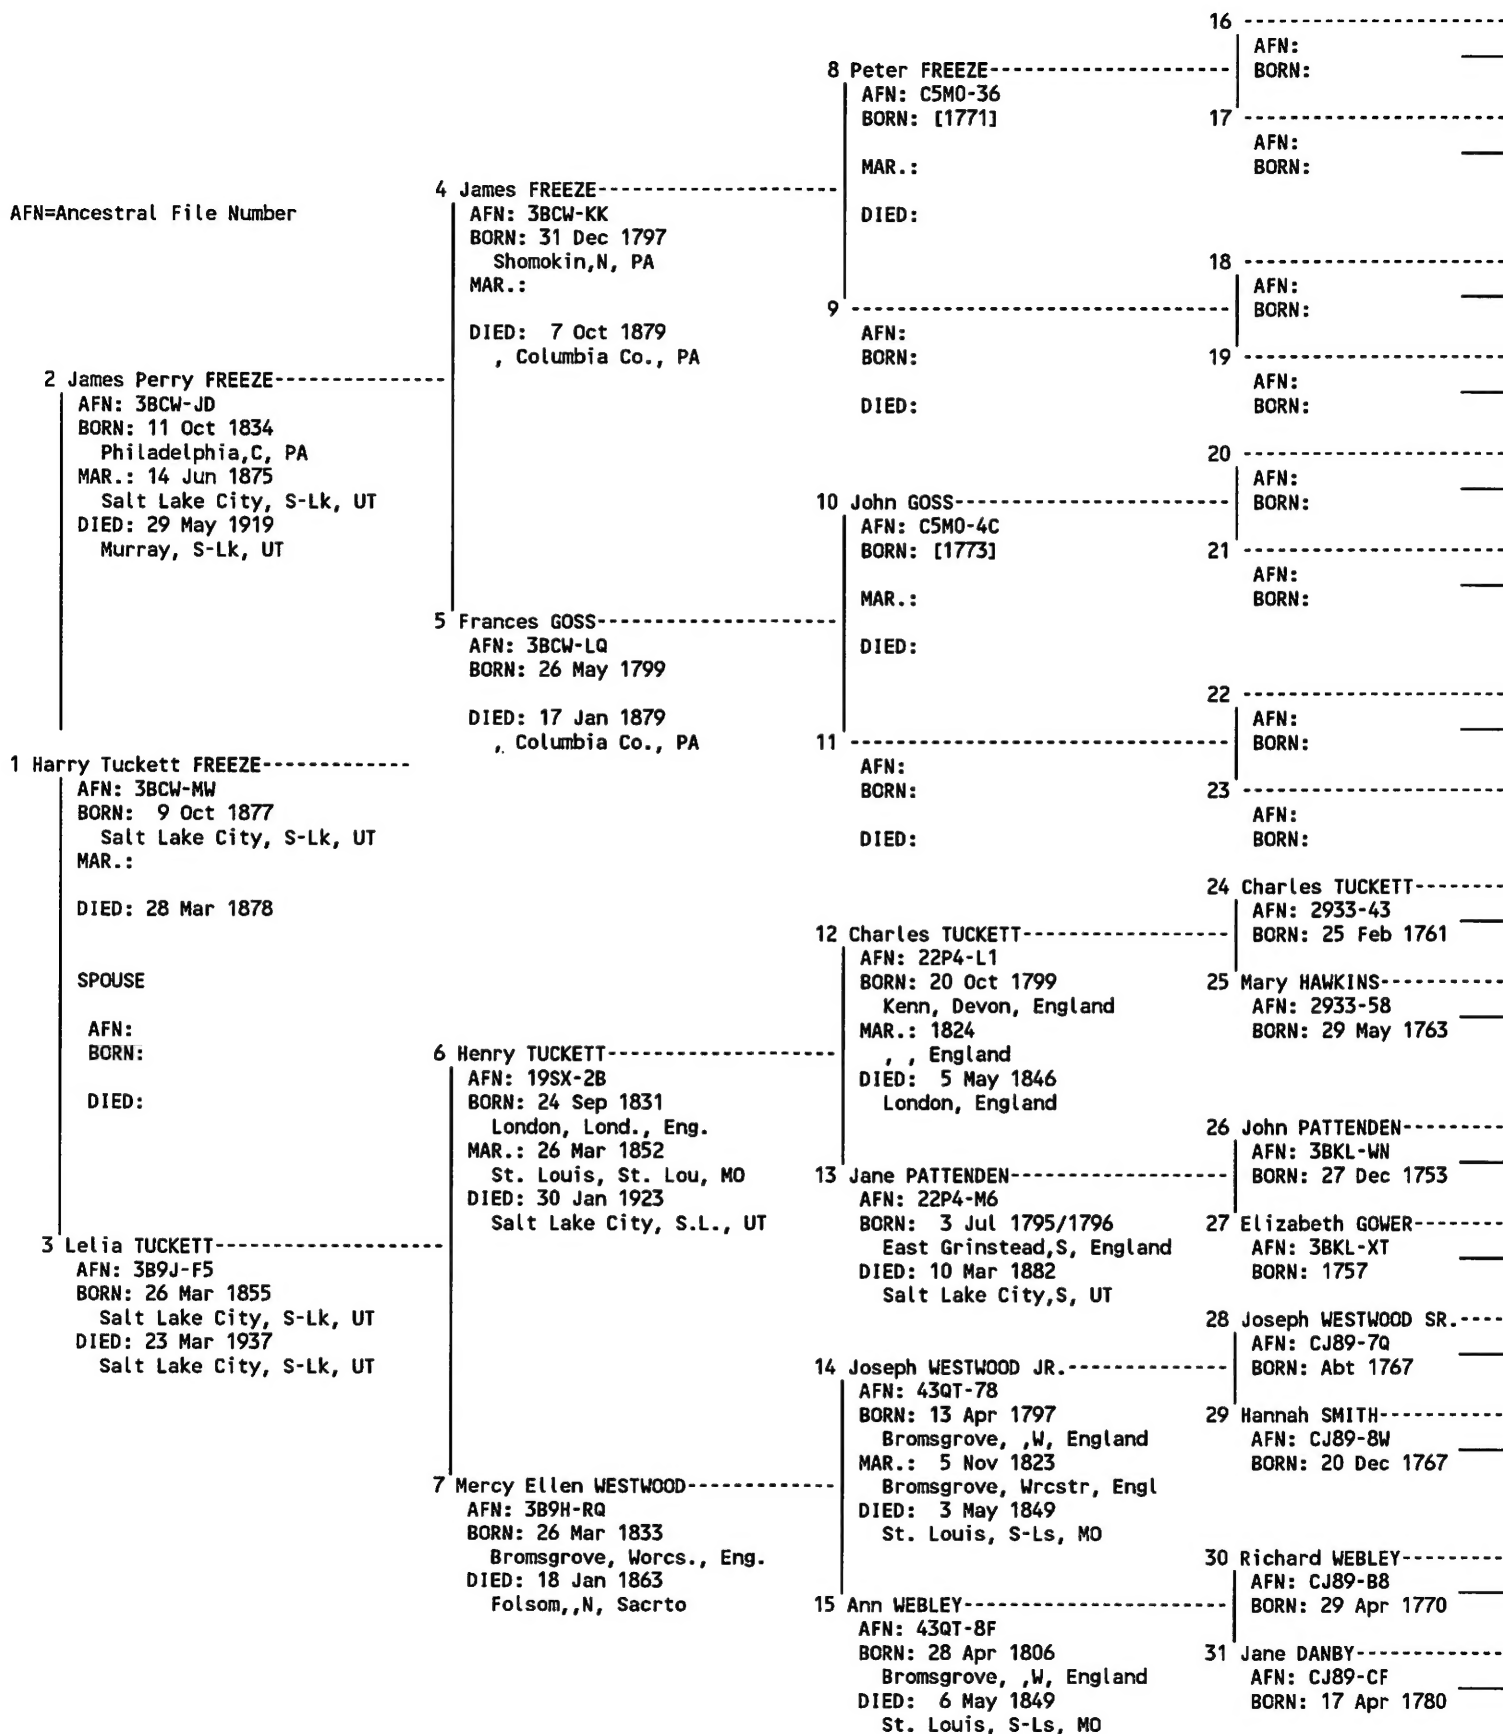 AFN=Ancestral File Number
1 Harry Tuckett FREEZE-------------
AFN: 3BCW-MW
BORN: 9 Oct 1877
Salt Lake City, S-Lk, UT
MAR.:
DIED: 28 Mar 1878
SPOUSE
AFN:
BORN:
DIED:
2 James Perry FREEZE---------------
AFN: 3BCW-JD
BORN: 11 Oct 1834
Philadelphia,C, PA
MAR.: 14 Jun 1875
Salt Lake City, S-Lk, UT
DIED: 29 May 1919
Murray, S-Lk, UT
3 Lelia TUCKETT--------------------
AFN: 3B9J-F5
BORN: 26 Mar 1855
Salt Lake City, S-Lk, UT
DIED: 23 Mar 1937
Salt Lake City, S-Lk, UT
4 James FREEZE--------------------
AFN: 3BCW-KK
BORN: 31 Dec 1797
Shomokin,N, PA
MAR.:
DIED: 7 Oct 1879
, Columbia Co., PA
5 Frances GOSS--------------------
AFN: 3BCW-LQ
BORN: 26 May 1799
DIED: 17 Jan 1879
, Columbia Co., PA
6 Henry TUCKETT-------------------
AFN: 19SX-2B
BORN: 24 Sep 1831
London, Lond., Eng.
MAR.: 26 Mar 1852
St. Louis, St. Lou, MO
DIED: 30 Jan 1923
Salt Lake City, S.L., UT
7 Mercy Ellen WESTWOOD------------
AFN: 3B9H-RQ
BORN: 26 Mar 1833
Bromsgrove, Worcs., Eng.
DIED: 18 Jan 1863
Folsom,,N, Sacrto
8 Peter FREEZE--------------------
AFN: C5M0-36
BORN: [1771]
MAR.:
DIED:
9 --------------------------------
AFN:
BORN:
DIED:
10 John GOSS-----------------------
AFN: C5M0-4C
BORN: [1773]
MAR.:
DIED:
11 --------------------------------
AFN:
BORN:
DIED:
12 Charles TUCKETT-----------------
AFN: 22P4-L1
BORN: 20 Oct 1799
Kenn, Devon, England
MAR.: 1824
, , England
DIED: 5 May 1846
London, England
13 Jane PATTENDEN------------------
AFN: 22P4-M6
BORN: 3 Jul 1795/1796
East Grinstead,S, England
DIED: 10 Mar 1882
Salt Lake City,S, UT
14 Joseph WESTWOOD JR.-------------
AFN: 43QT-78
BORN: 13 Apr 1797
Bromsgrove, ,W, England
MAR.: 5 Nov 1823
Bromsgrove, Wrcstr, Engl
DIED: 3 May 1849
St. Louis, S-Ls, MO
15 Ann WEBLEY----------------------
AFN: 43QT-8F
BORN: 28 Apr 1806
Bromsgrove, ,W, England
DIED: 6 May 1849
St. Louis, S-Ls, MO
16 ----------------------
AFN:
BORN:
17 ----------------------
AFN:
BORN:
18 ----------------------
AFN:
BORN:
19 ----------------------
AFN:
BORN:
20 ----------------------
AFN:
BORN:
21 ----------------------
AFN:
BORN:
22 ----------------------
AFN:
BORN:
23 ----------------------
AFN:
BORN:
24 Charles TUCKETT--------
AFN: 2933-43
BORN: 25 Feb 1761
25 Mary HAWKINS-----------
AFN: 2933-58
BORN: 29 May 1763
26 John PATTENDEN---------
AFN: 3BKL-WN
BORN: 27 Dec 1753
27 Elizabeth GOWER--------
AFN: 3BKL-XT
BORN: 1757
28 Joseph WESTWOOD SR.----
AFN: CJ89-7Q
BORN: Abt 1767
29 Hannah SMITH-----------
AFN: CJ89-8W
BORN: 20 Dec 1767
30 Richard WEBLEY---------
AFN: CJ89-B8
BORN: 29 Apr 1770
31 Jane DANBY-------------
AFN: CJ89-CF
BORN: 17 Apr 1780